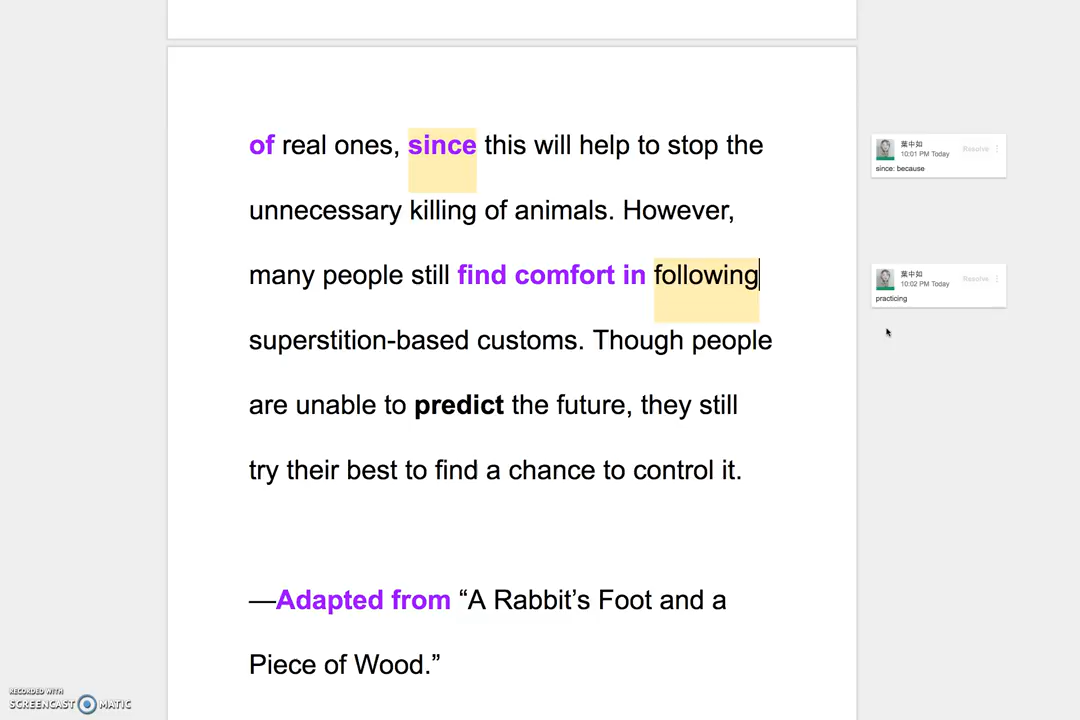 of real ones, since this will help to stop the
unnecessary killing of animals. However,
many people still find comfort in following
superstition-based customs. Though people
are unable to predict the future, they still
try their best to find a chance to control it.
—Adapted from “A Rabbit’s Foot and a
Piece of Wood.”
葉中如
10:01 PM Today
Resolve
since: because
葉中如
10:02 PM Today
Resolve
practicing
RECORDED WITH
SCREENCAST MATIC